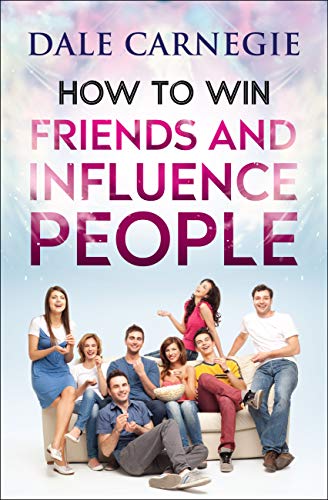 DALE CARNEGIE
HOW TO WIN
FRIENDS AND
INFLUENCE
PEOPLE